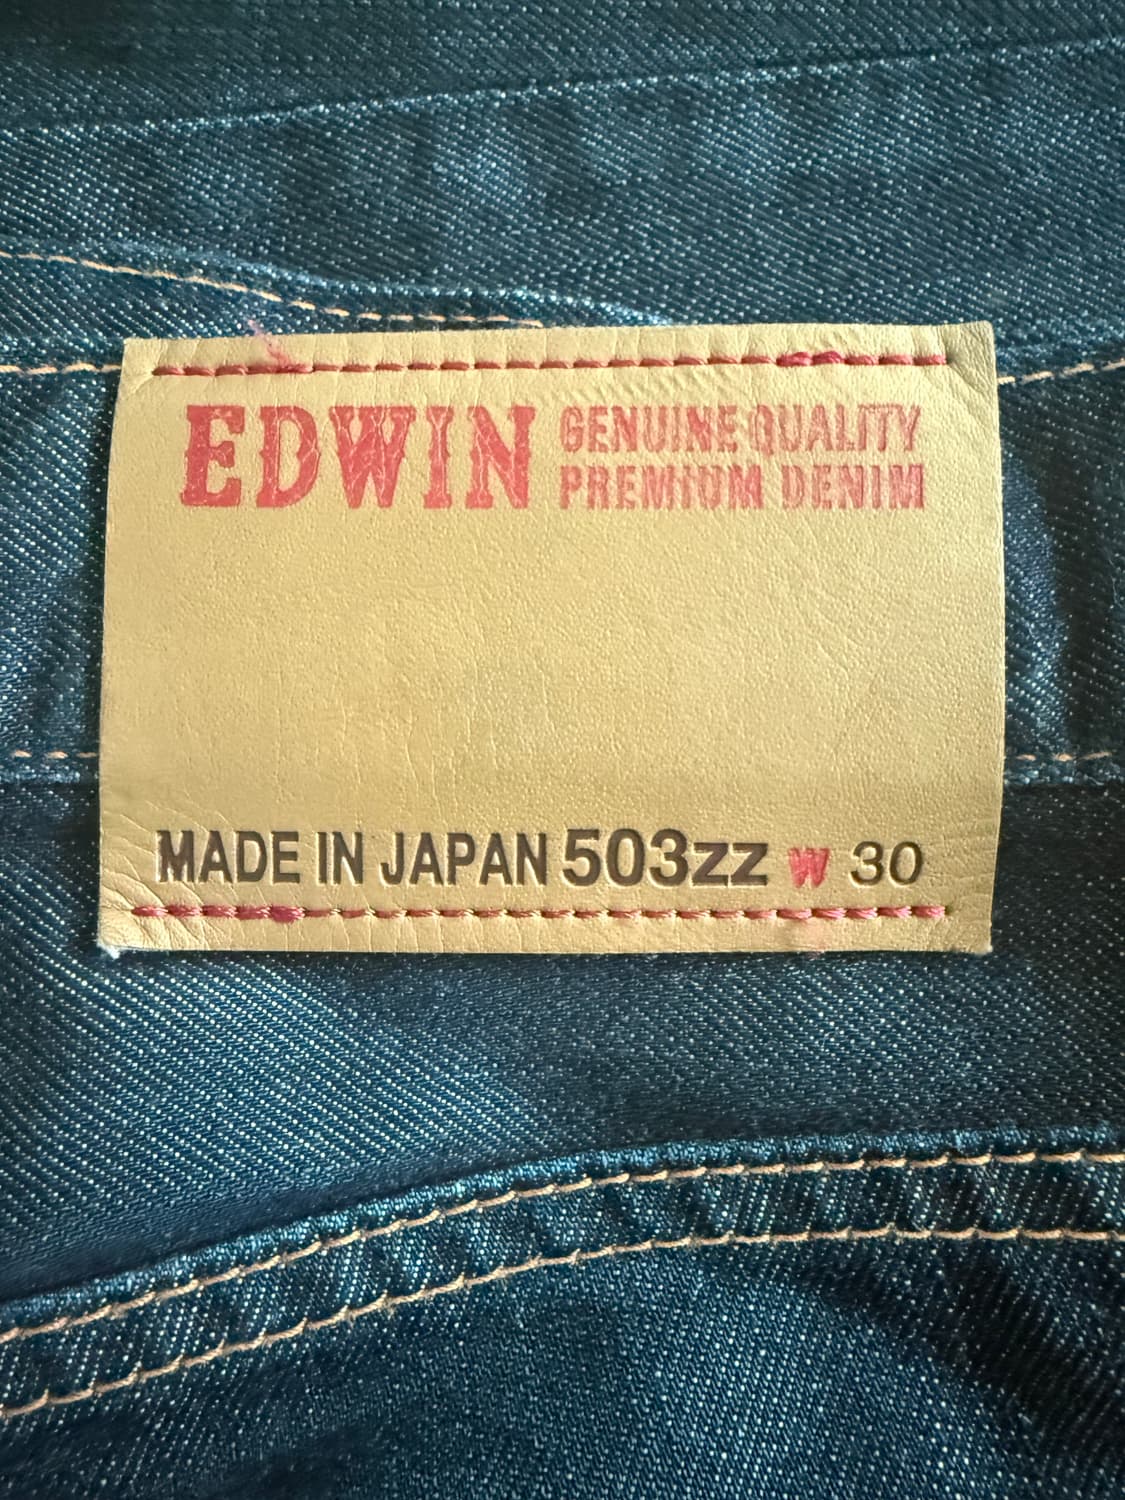 EDWIN GENUINE QUALITY
PREMIUM DENIM
MADE IN JAPAN 503zz W 30